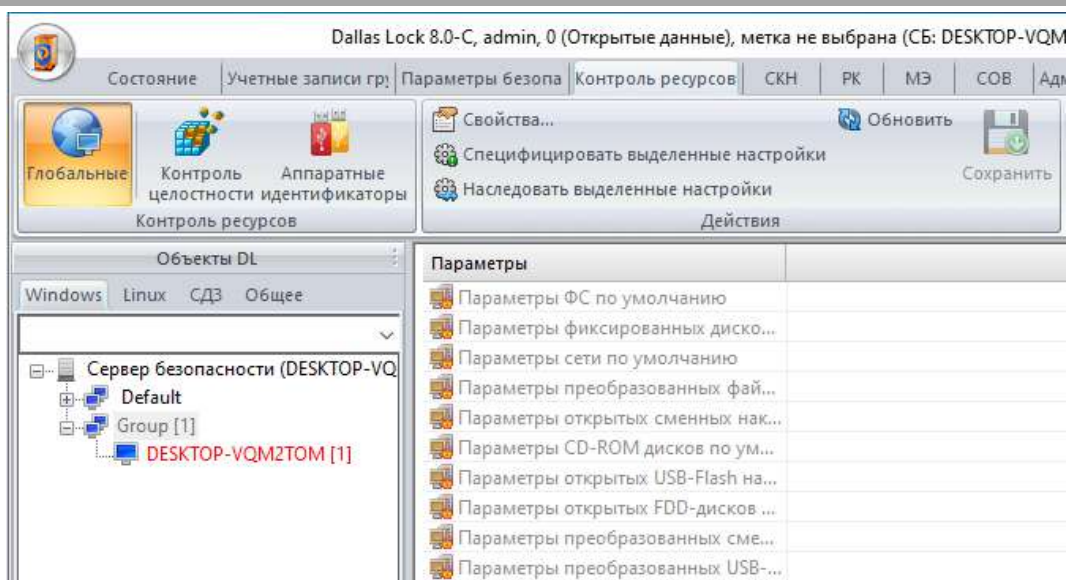 Dallas Lock 8.0-C, admin, 0 (Открытые данные), метка не выбрана (СБ: DESKTOP-VQM
Состояние Учетные записи гр Параметры безопа Контроль ресурсов СКН РК МЭ СОВ Адм
Глобальные
Контроль целостности
Аппаратные идентификаторы
Контроль ресурсов
Свойства...
Специфицировать выделенные настройки
Наследовать выделенные настройки
Обновить
Сохранить
Действия
Объекты DL
Windows Linux СДЗ Общее
Сервер безопасности (DESKTOP-VQ
Default
Group [1]
DESKTOP-VQM2TOM [1]
Параметры
Параметры ФС по умолчанию
Параметры фиксированных диско...
Параметры сети по умолчанию
Параметры преобразованных фай...
Параметры открытых сменных нак...
Параметры CD-ROM дисков по ум...
Параметры открытых USB-Flash на...
Параметры открытых FDD-дисков ...
Параметры преобразованных сме...
Параметры преобразованных USB-...